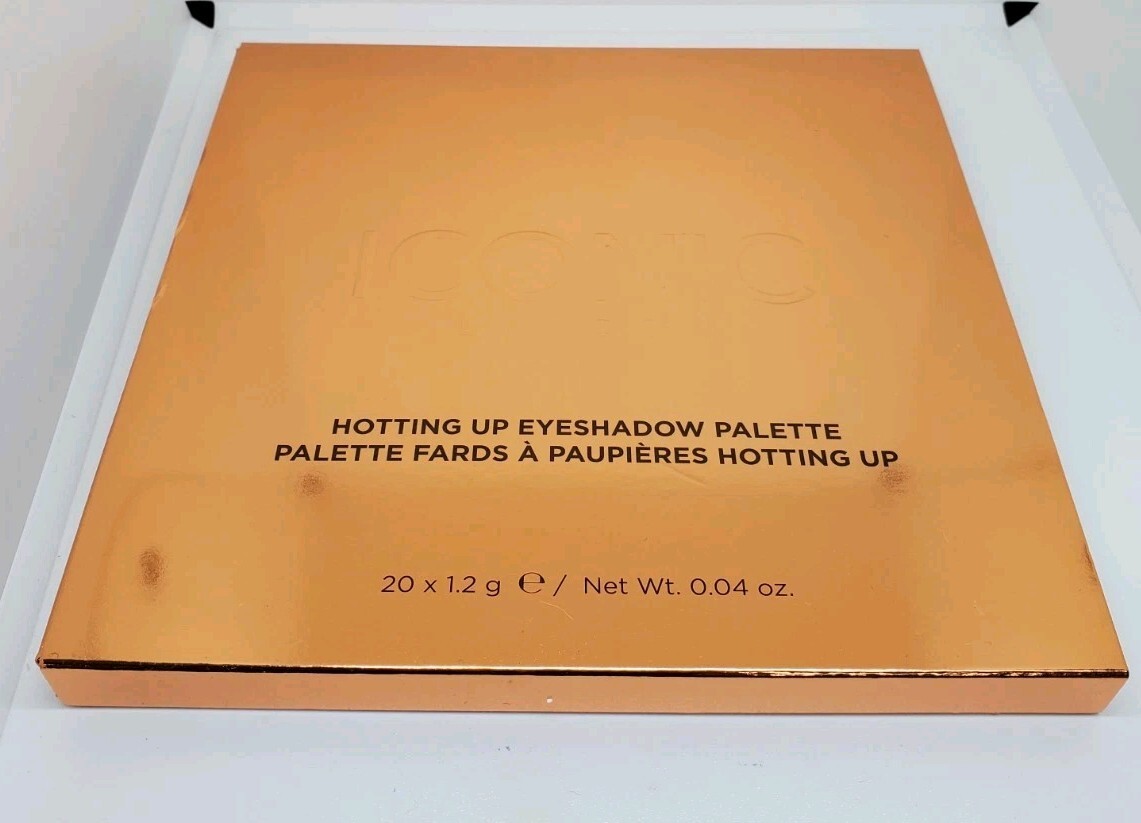 ICONIC
HOTTING UP EYESHADOW PALETTE
PALETTE FARDS À PAUPIÈRES HOTTING UP
20 x 1.2 g ℮ / Net Wt. 0.04 oz.